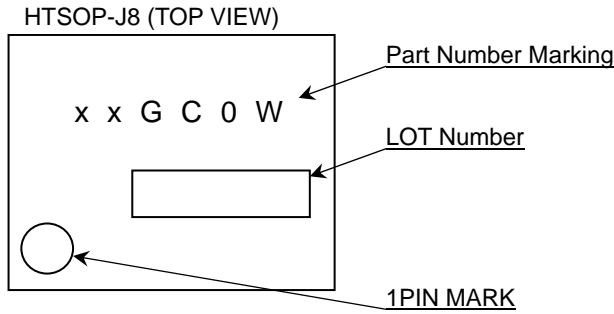 HTSOP-J8 (TOP VIEW)
Part Number Marking
x x G C 0 W
LOT Number
1PIN MARK